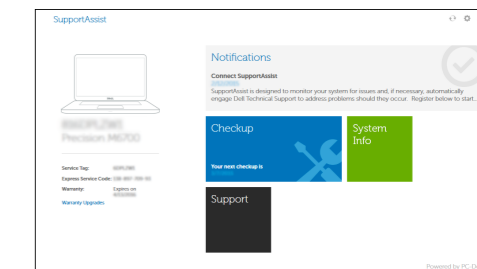 SupportAssist
Notifications
Connect SupportAssist
SupportAssist is designed to monitor your system for issues and, if necessary, automatically
engage Dell Technical Support to address problems should they occur. Register below to start...
Precision M6700
Checkup
System
Info
Your next checkup is
Service Tag:
Express Service Code:
Warranty: Expires on
Warranty Upgrades
Support
Powered by PC-D